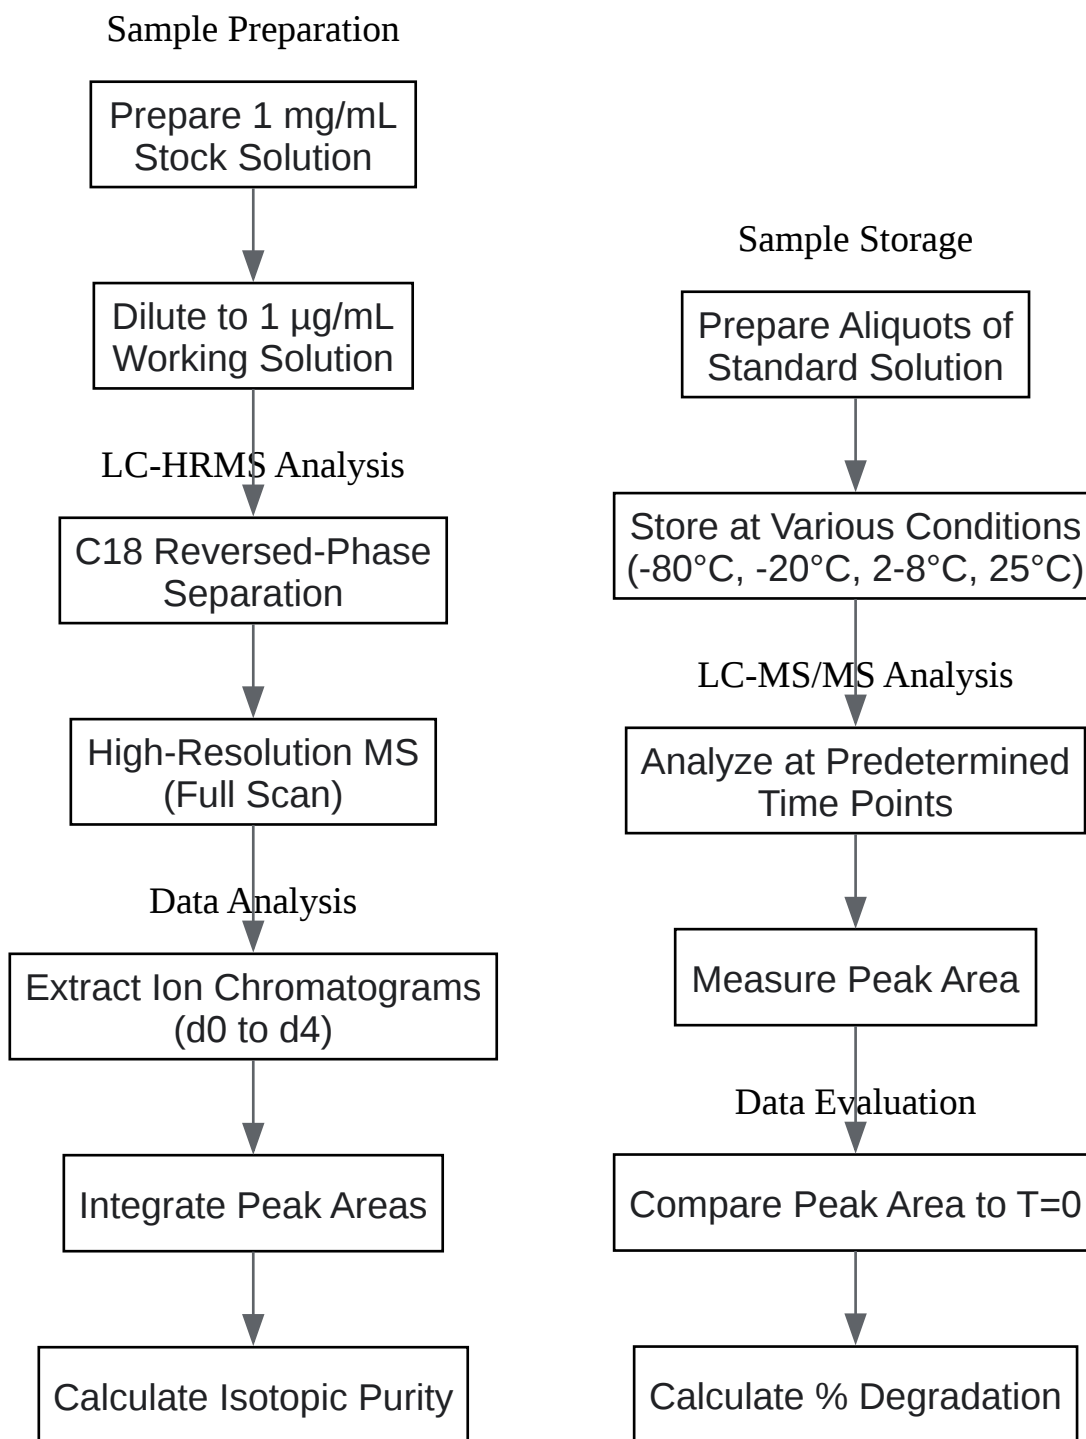 Sample Preparation
Prepare 1 mg/mL
Stock Solution
Dilute to 1 µg/mL
Working Solution
LC-HRMS Analysis
C18 Reversed-Phase
Separation
High-Resolution MS
(Full Scan)
Data Analysis
Extract Ion Chromatograms
(d0 to d4)
Integrate Peak Areas
Calculate Isotopic Purity
Sample Storage
Prepare Aliquots of
Standard Solution
Store at Various Conditions
(-80°C, -20°C, 2-8°C, 25°C)
LC-MS/MS Analysis
Analyze at Predetermined
Time Points
Measure Peak Area
Data Evaluation
Compare Peak Area to T=0
Calculate % Degradation